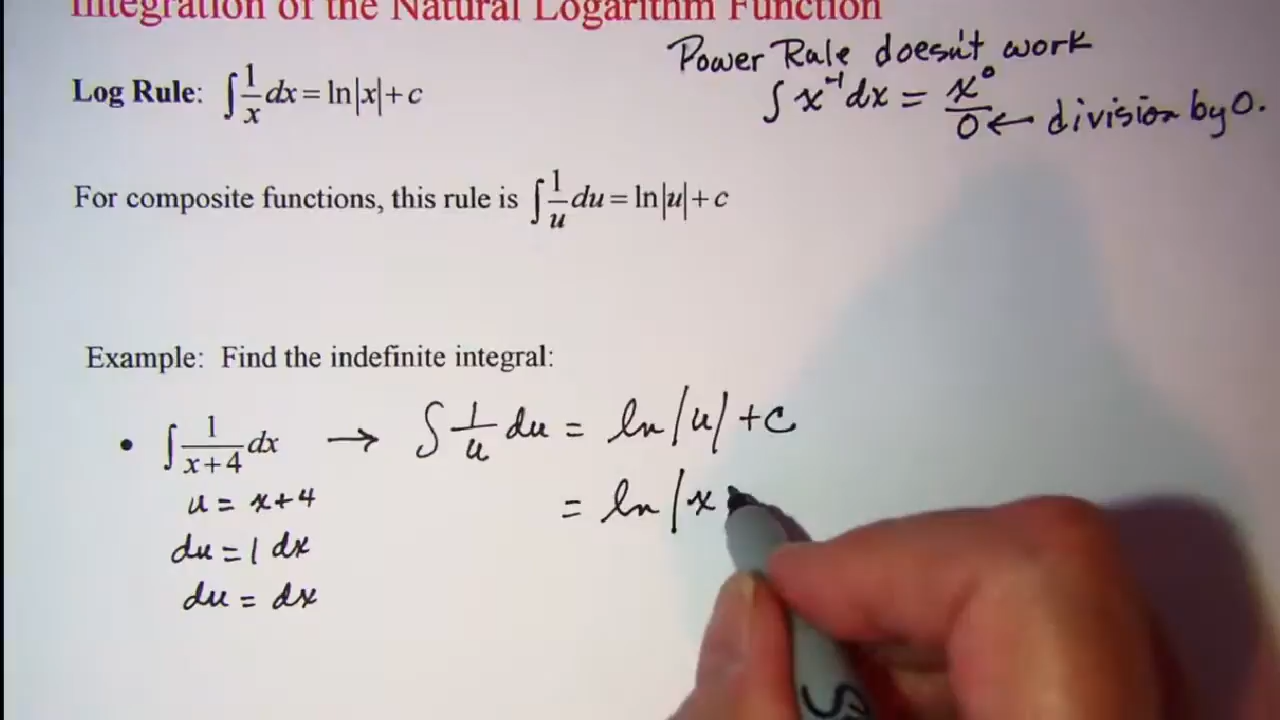 Integration of the Natural Logarithm Function
Power Rule doesn't work
Log Rule: ∫ 1/x dx = ln|x| + c
∫ x⁻¹ dx = x⁰/0 ← division by 0.
For composite functions, this rule is ∫ 1/u du = ln|u| + c
Example: Find the indefinite integral:
• ∫ 1/(x+4) dx → ∫ 1/u du = ln|u| + c
u = x+4
= ln|x
du = 1 dx
du = dx